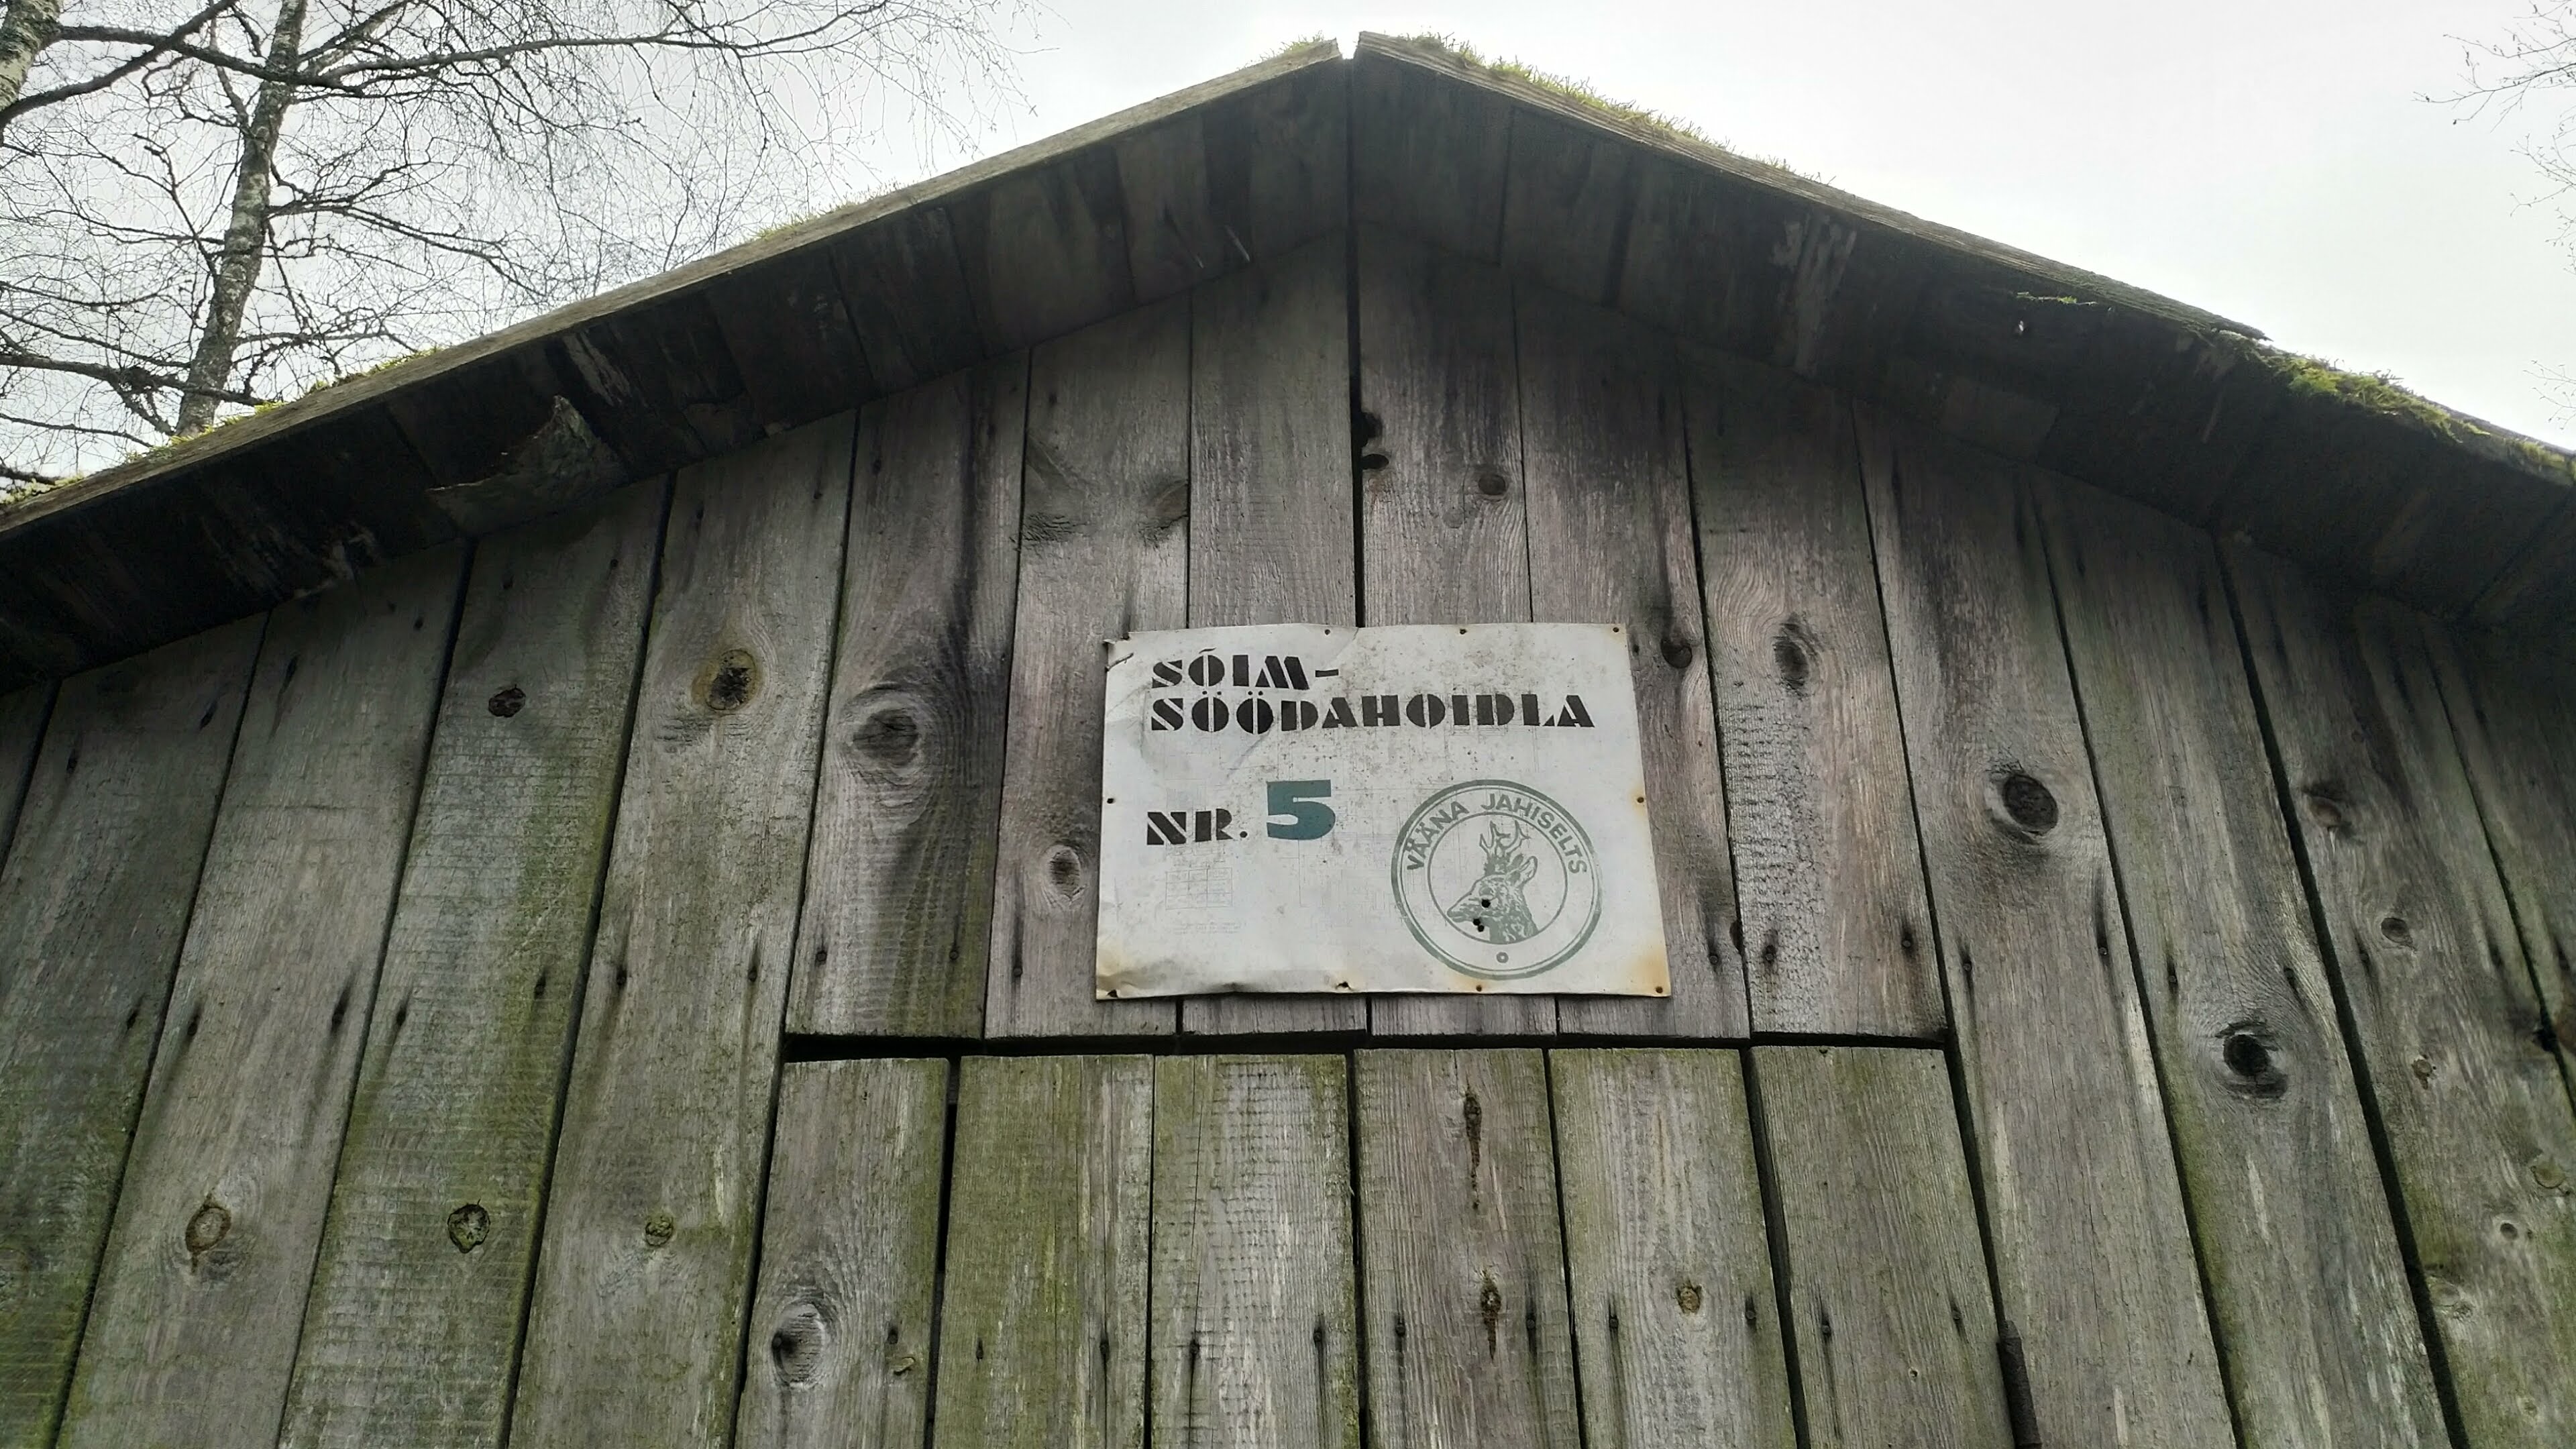 SÕIM-
SÖÖDAHOIDLA
NR. 5
VÄÄNA JAHISELTS